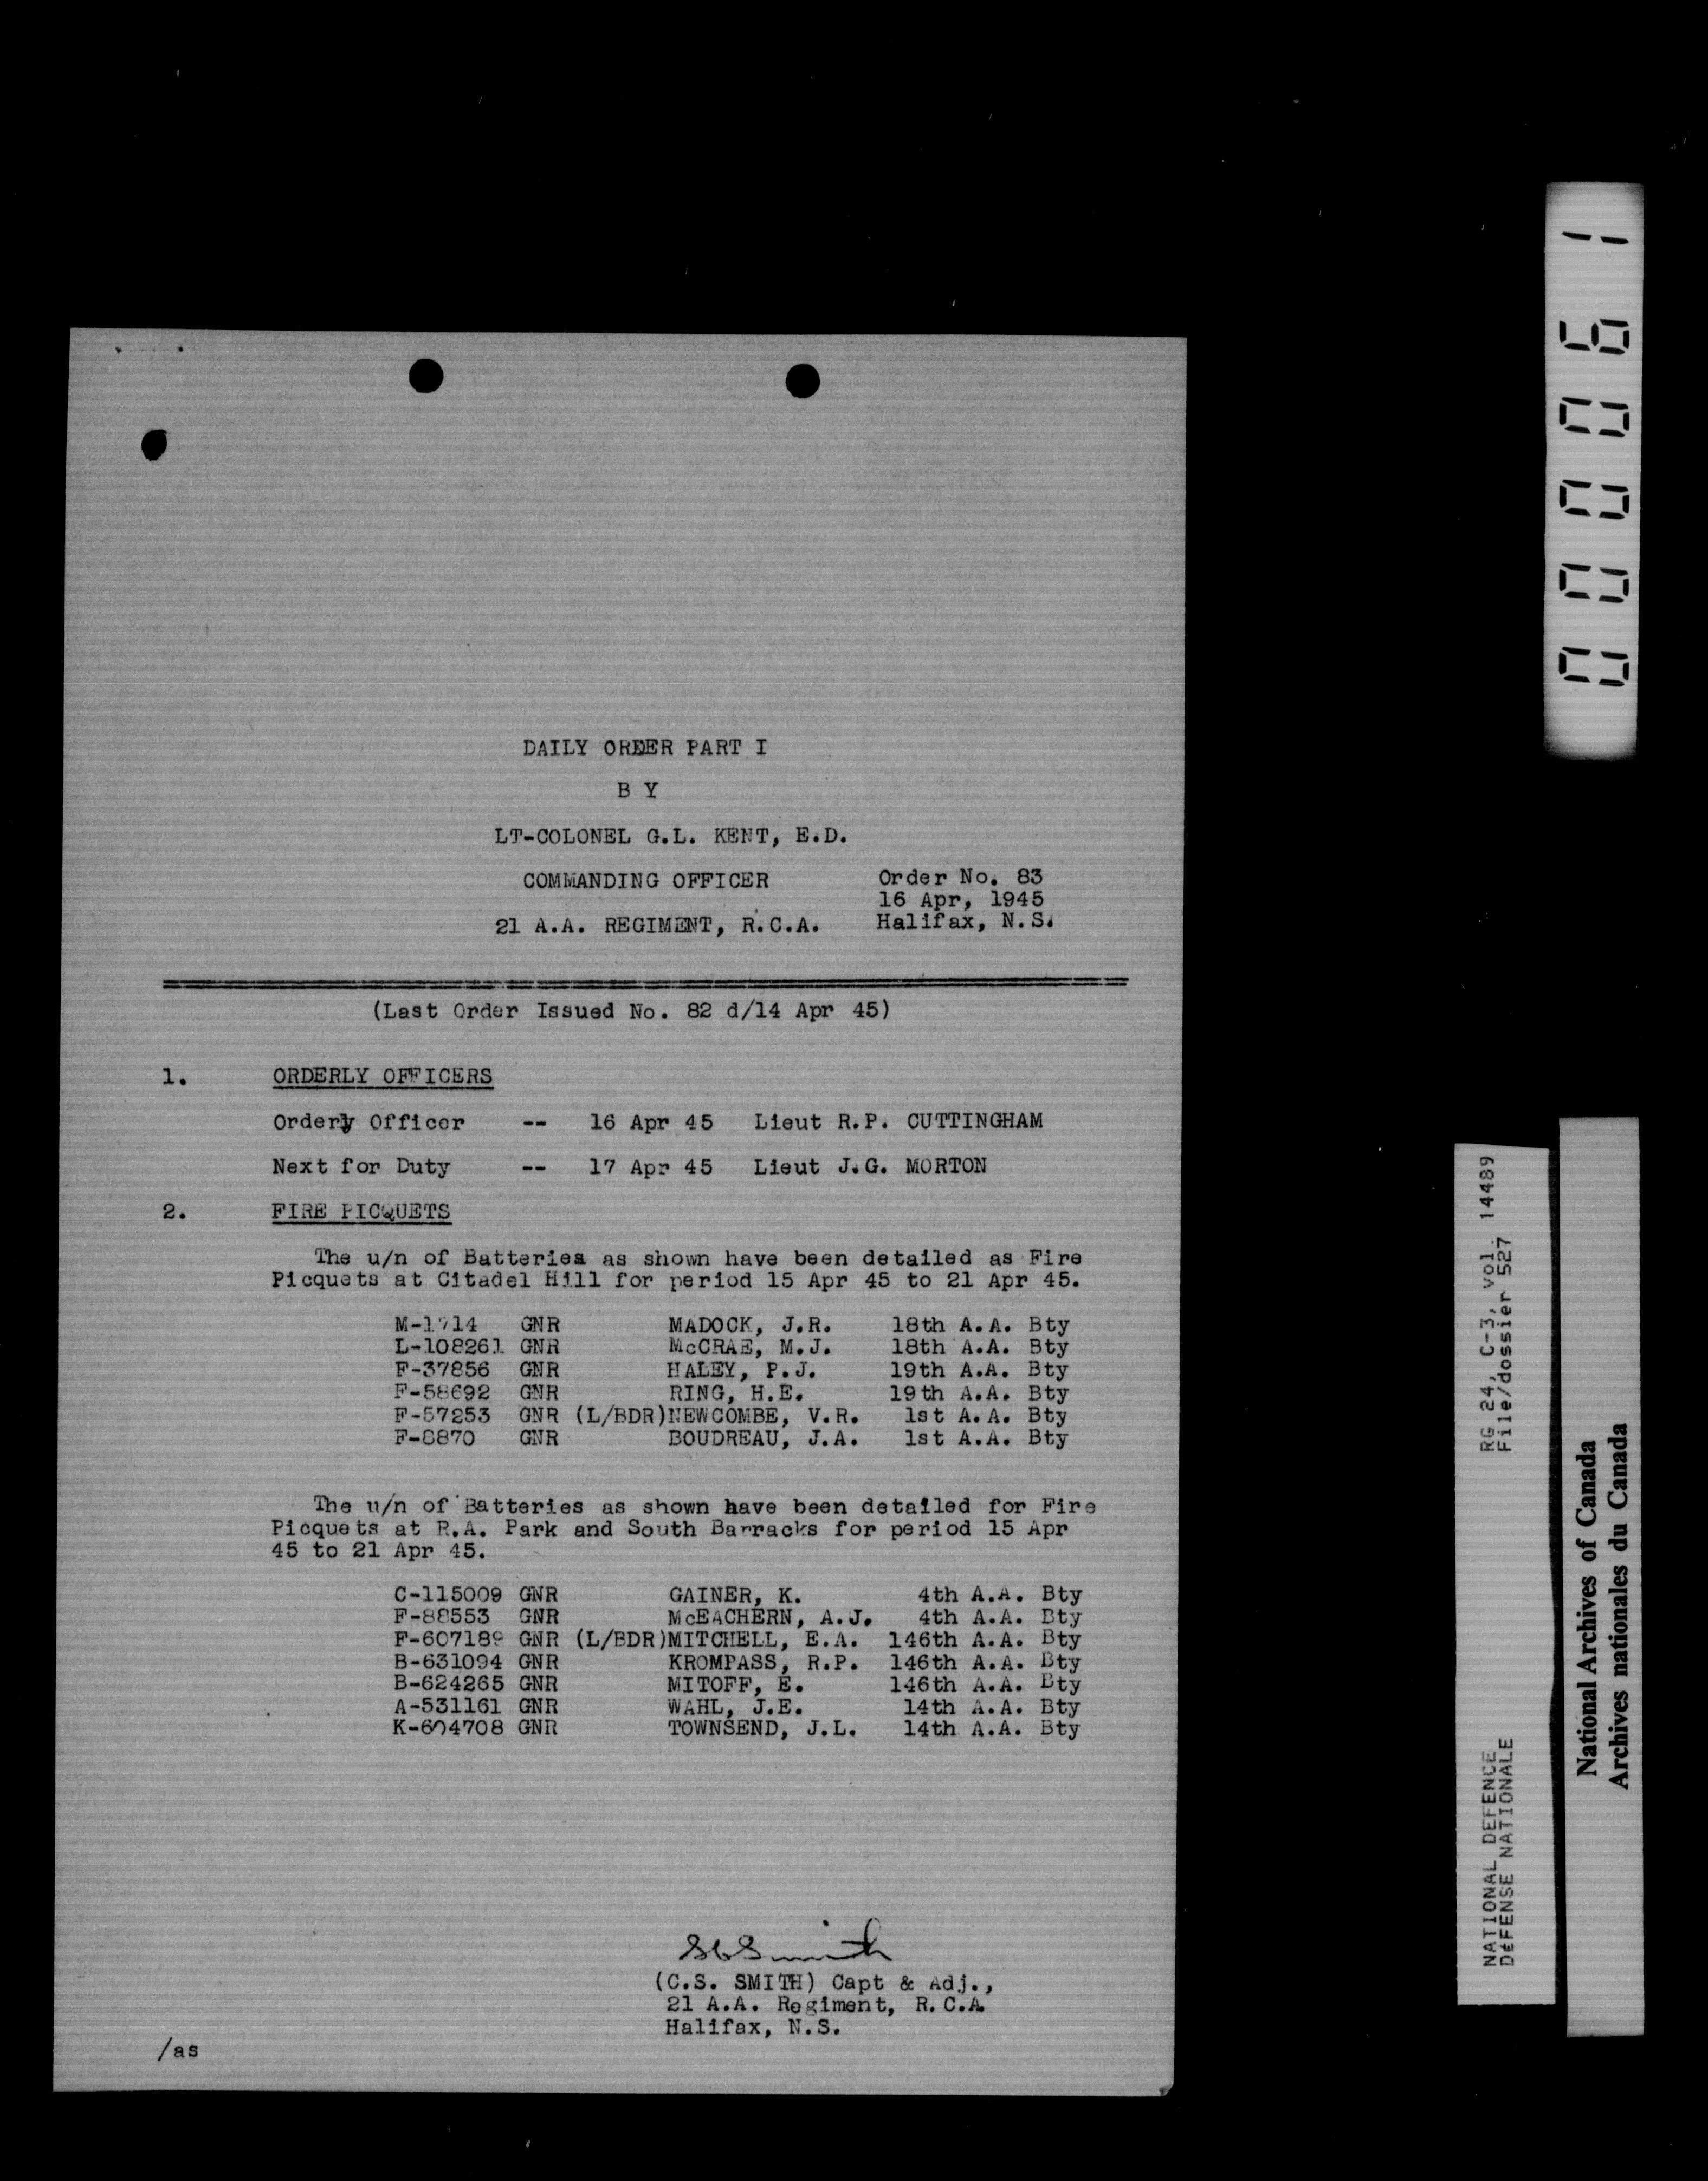 DAILY ORDER PART I
B Y
LT-COLONEL G.L. KENT, E.D.
COMMANDING OFFICER
21 A.A. REGIMENT, R.C.A.
Order No. 83
16 Apr, 1945
Halifax, N.S.
(Last Order Issued No. 82 d/14 Apr 45)
1. ORDERLY OFFICERS
Orderly Officer -- 16 Apr 45 Lieut R.P. CUTTINGHAM
Next for Duty -- 17 Apr 45 Lieut J.G. MORTON
2. FIRE PICQUETS
The u/n of Batteries as shown have been detailed as Fire
Picquets at Citadel Hill for period 15 Apr 45 to 21 Apr 45.
M-1714 GNR MADOCK, J.R. 18th A.A. Bty
L-108261 GNR McCRAE, M.J. 18th A.A. Bty
F-37856 GNR HALEY, P.J. 19th A.A. Bty
F-58692 GNR RING, H.E. 19th A.A. Bty
F-57253 GNR (L/BDR)NEWCOMBE, V.R. 1st A.A. Bty
GNR BOUDREAU, J.A. 1st A.A. Bty
The u/n of Batteries as shown have been detailed for Fire
Picquets at R.A. Park and South Barracks for period 15 Apr
45 to 21 Apr 45.
C-115009 GNR GAINER, K. 4th A.A. Bty
F-88553 GNR McEACHERN, A.J. 4th A.A. Bty
F-607189 GNR (L/BDR)MITCHELL, E.A. 146th A.A. Bty
B-631094 GNR KROMPASS, R.P. 146th A.A. Bty
B-624265 GNR MITOFF, E. 146th A.A. Bty
A-531161 GNR WAHL, J.E. 14th A.A. Bty
K-604708 GNR TOWNSEND, J.L. 14th A.A. Bty
(C.S. SMITH) Capt & Adj.,
21 A.A. Regiment, R.C.A
Halifax, N.S.
/as
000061
NATIONAL DEFENCE RG 24, C-3, vol. 14489
DÉFENSE NATIONALE File/dossier 527
National Archives of Canada
Archives nationales du Canada